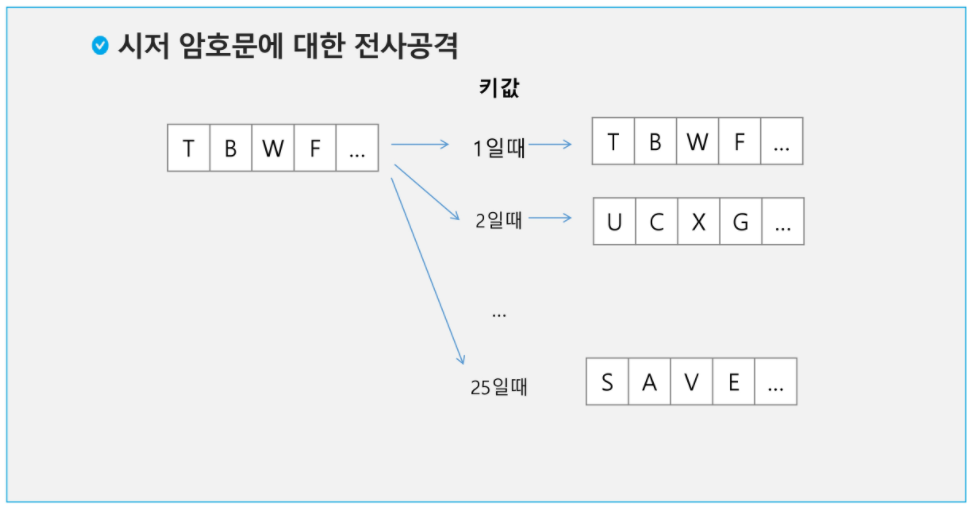 시저 암호문에 대한 전사공격
키값
T B W F ...
1일때
T B W F ...
2일때
U C X G ...
...
25일때
S A V E ...